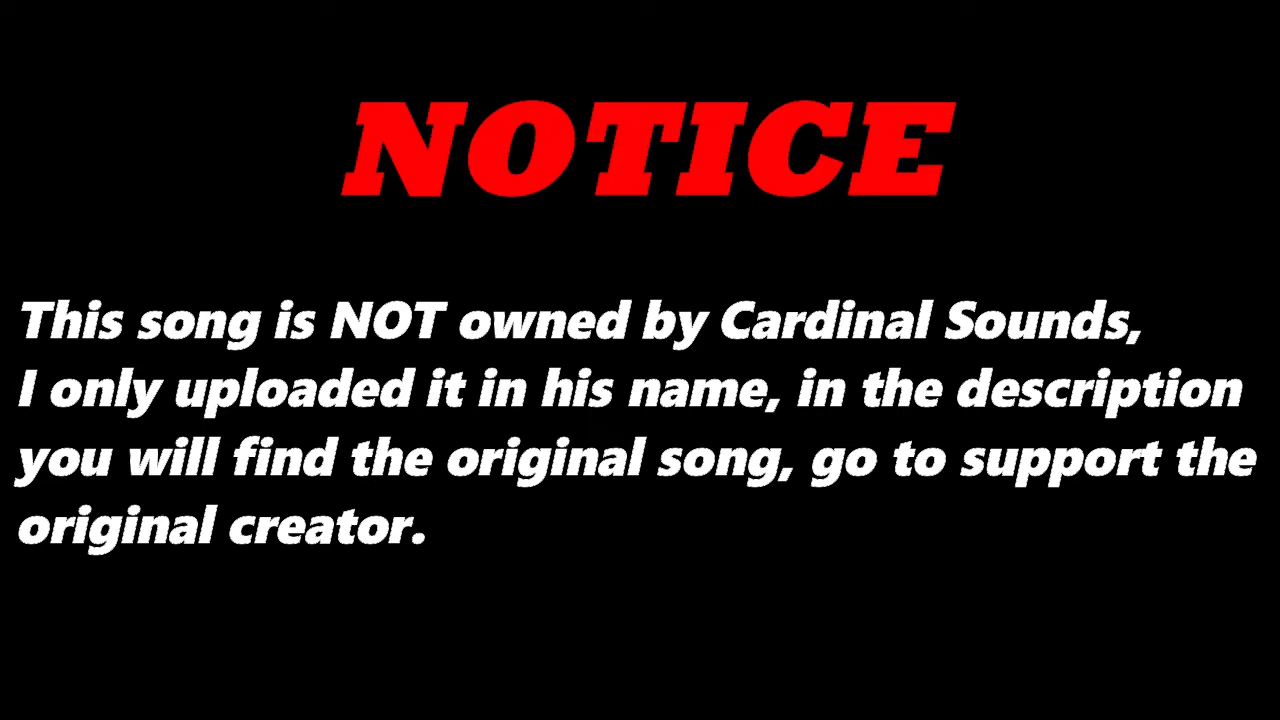 NOTICE
This song is NOT owned by Cardinal Sounds,
I only uploaded it in his name, in the description
you will find the original song, go to support the
original creator.